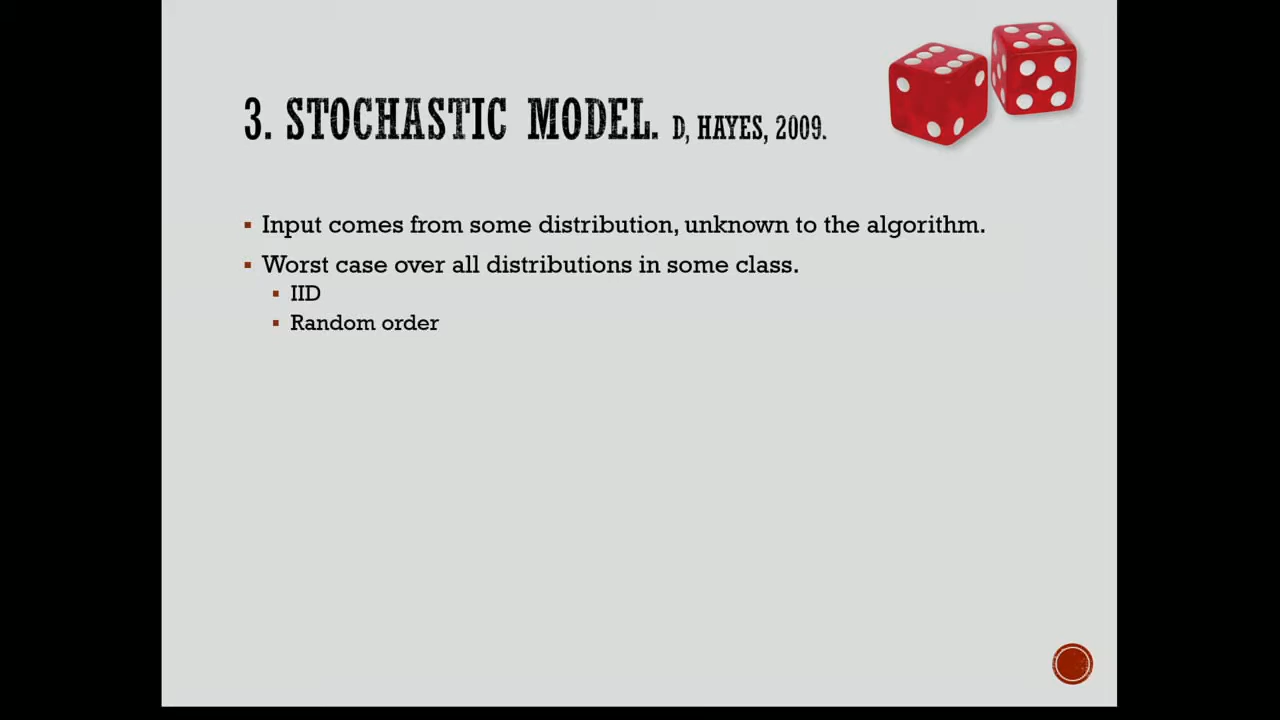 3. STOCHASTIC MODEL. D, HAYES, 2009.
Input comes from some distribution, unknown to the algorithm.
Worst case over all distributions in some class.
IID
Random order